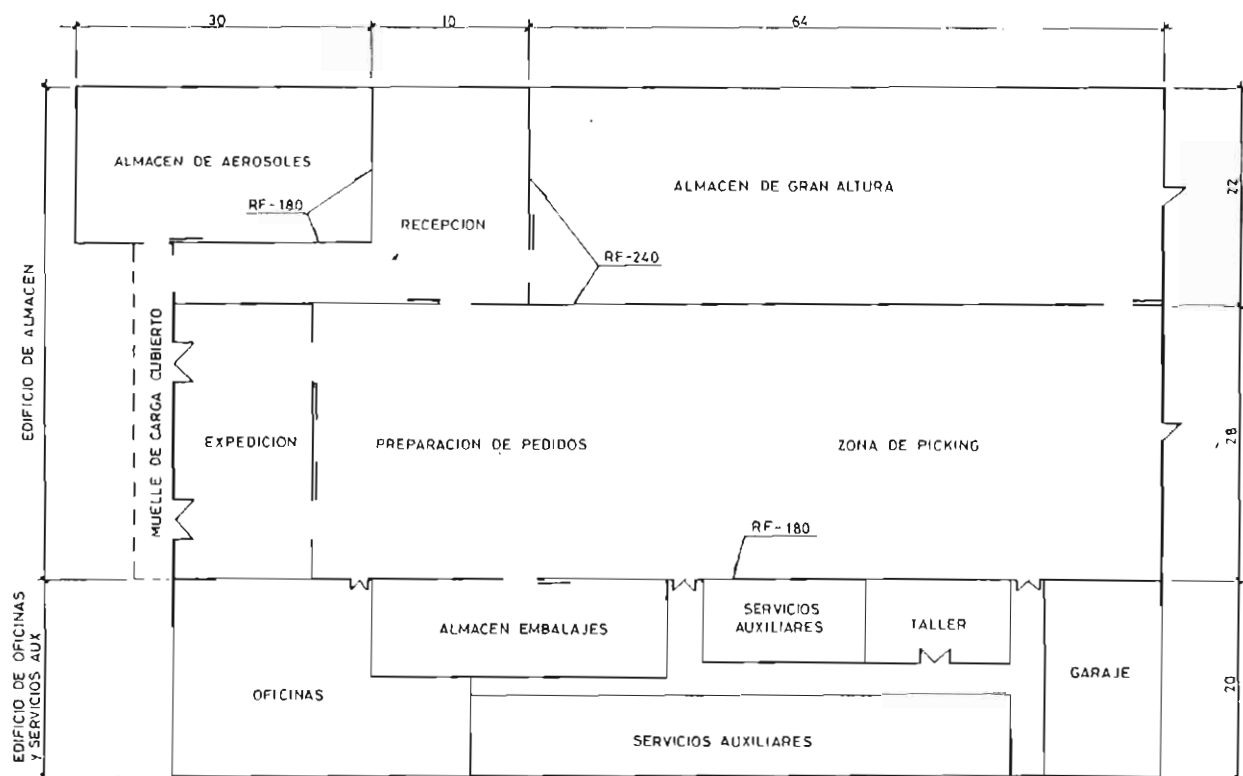 30
10
64
ALMACEN DE AEROSOLES
ALMACEN DE GRAN ALTURA
22
RF-180
RECEPCION
RF-240
EDIFICIO DE ALMACÉN
MUELLE DE CARGA CUBIERTO
EXPEDICION
PREPARACION DE PEDIDOS
ZONA DE PICKING
28
RF-180
EDIFICIO DE OFICINAS
Y SERVICIOS AUX
ALMACEN EMBALAJES
SERVICIOS
AUXILIARES
TALLER
GARAJE
20
OFICINAS
SERVICIOS AUXILIARES